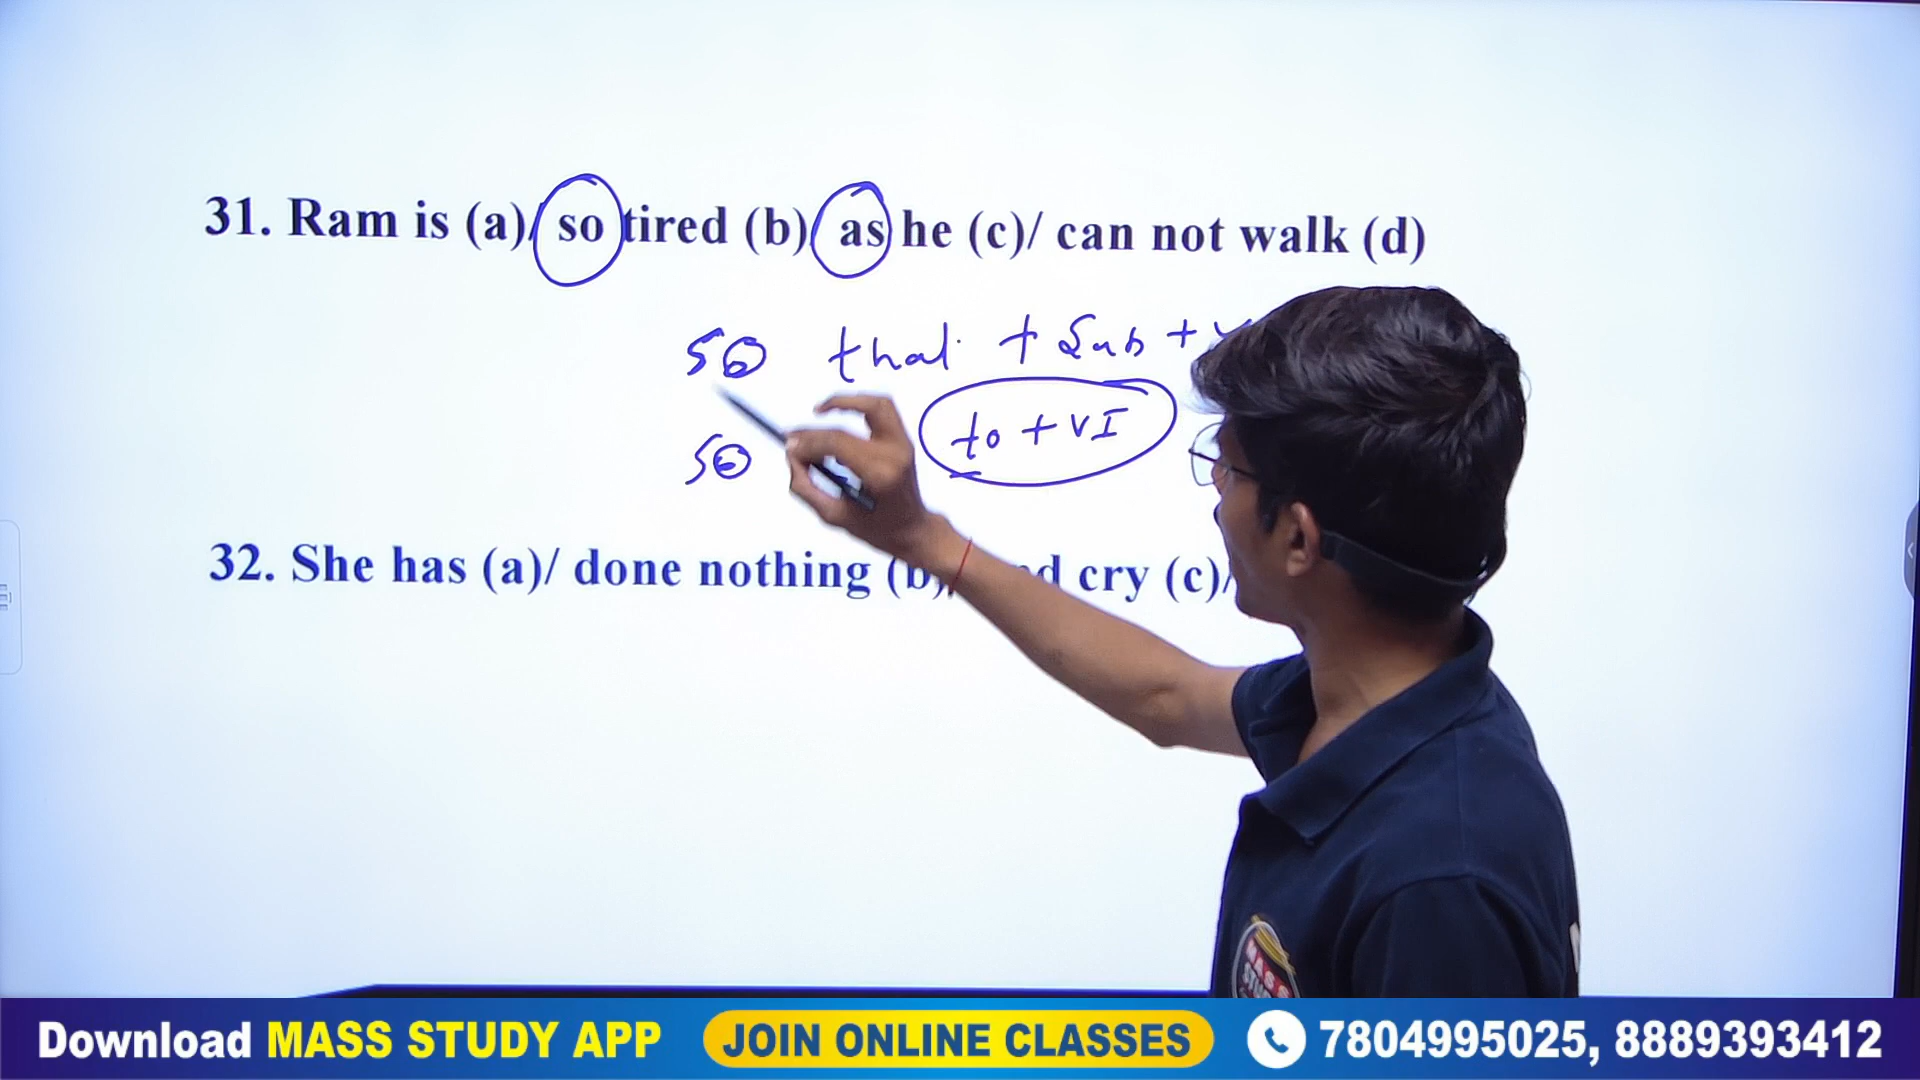 31. Ram is (a)/ so tired (b)/ as he (c)/ can not walk (d)
so that + Sub +
so to + VI
32. She has (a)/ done nothing (b)/ cry (c)/
MASS
Download MASS STUDY APP JOIN ONLINE CLASSES 7804995025, 8889393412